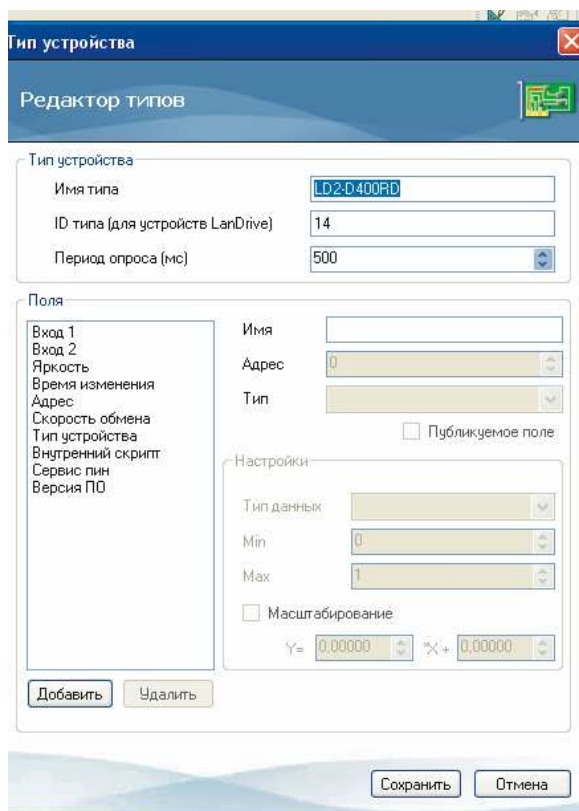 Тип устройства
Редактор типов
Тип устройства
Имя типа LD2-D400RD
ID типа (для устройств LanDrive) 14
Период опроса (мс) 500
Поля
Вход 1
Вход 2
Яркость
Время изменения
Адрес
Скорость обмена
Тип устройства
Внутренний скрипт
Сервис пин
Версия ПО
Имя
Адрес 0
Тип
Публикуемое поле
Настройки
Тип данных
Min 0
Max 1
Масштабирование
Y= 0,00000 *X + 0,00000
Добавить Удалить
Сохранить Отмена